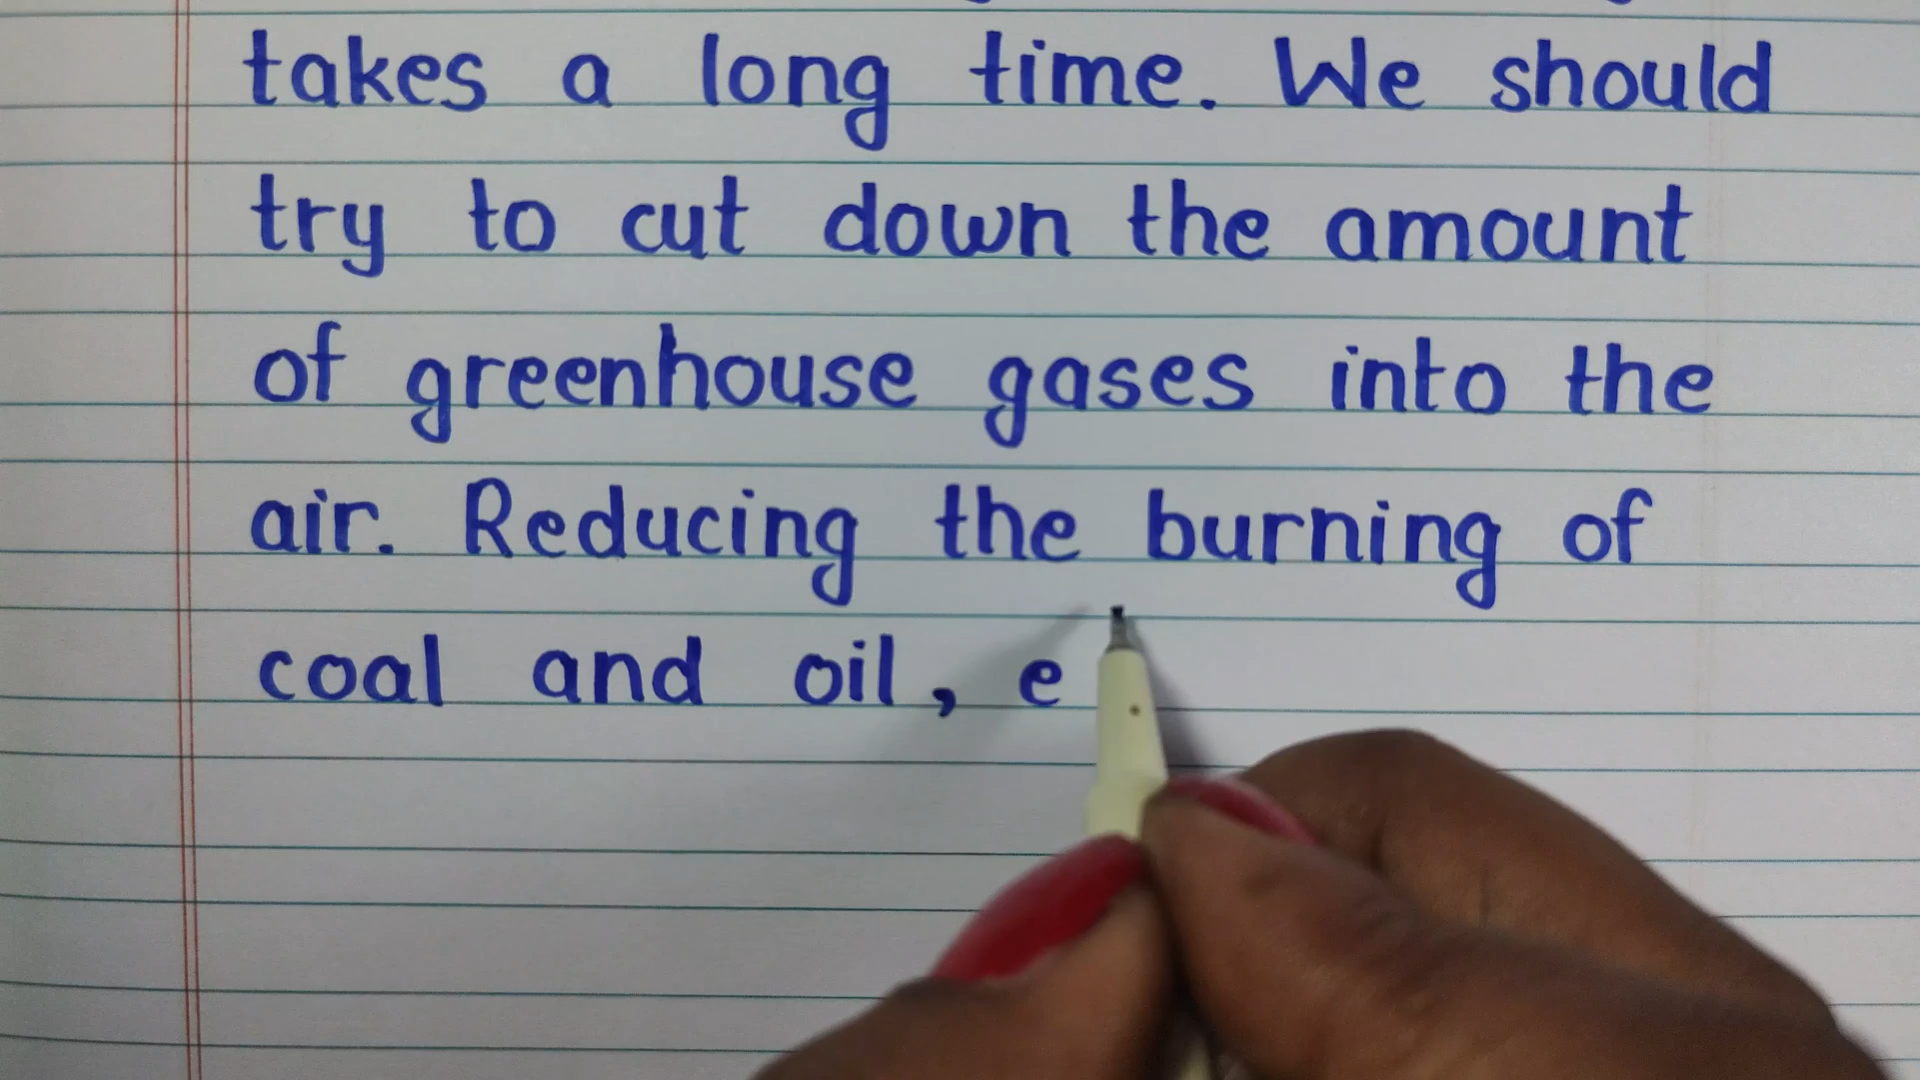 takes a long time. We should
try to cut down the amount
of greenhouse gases into the
air. Reducing the burning of
coal and oil, e